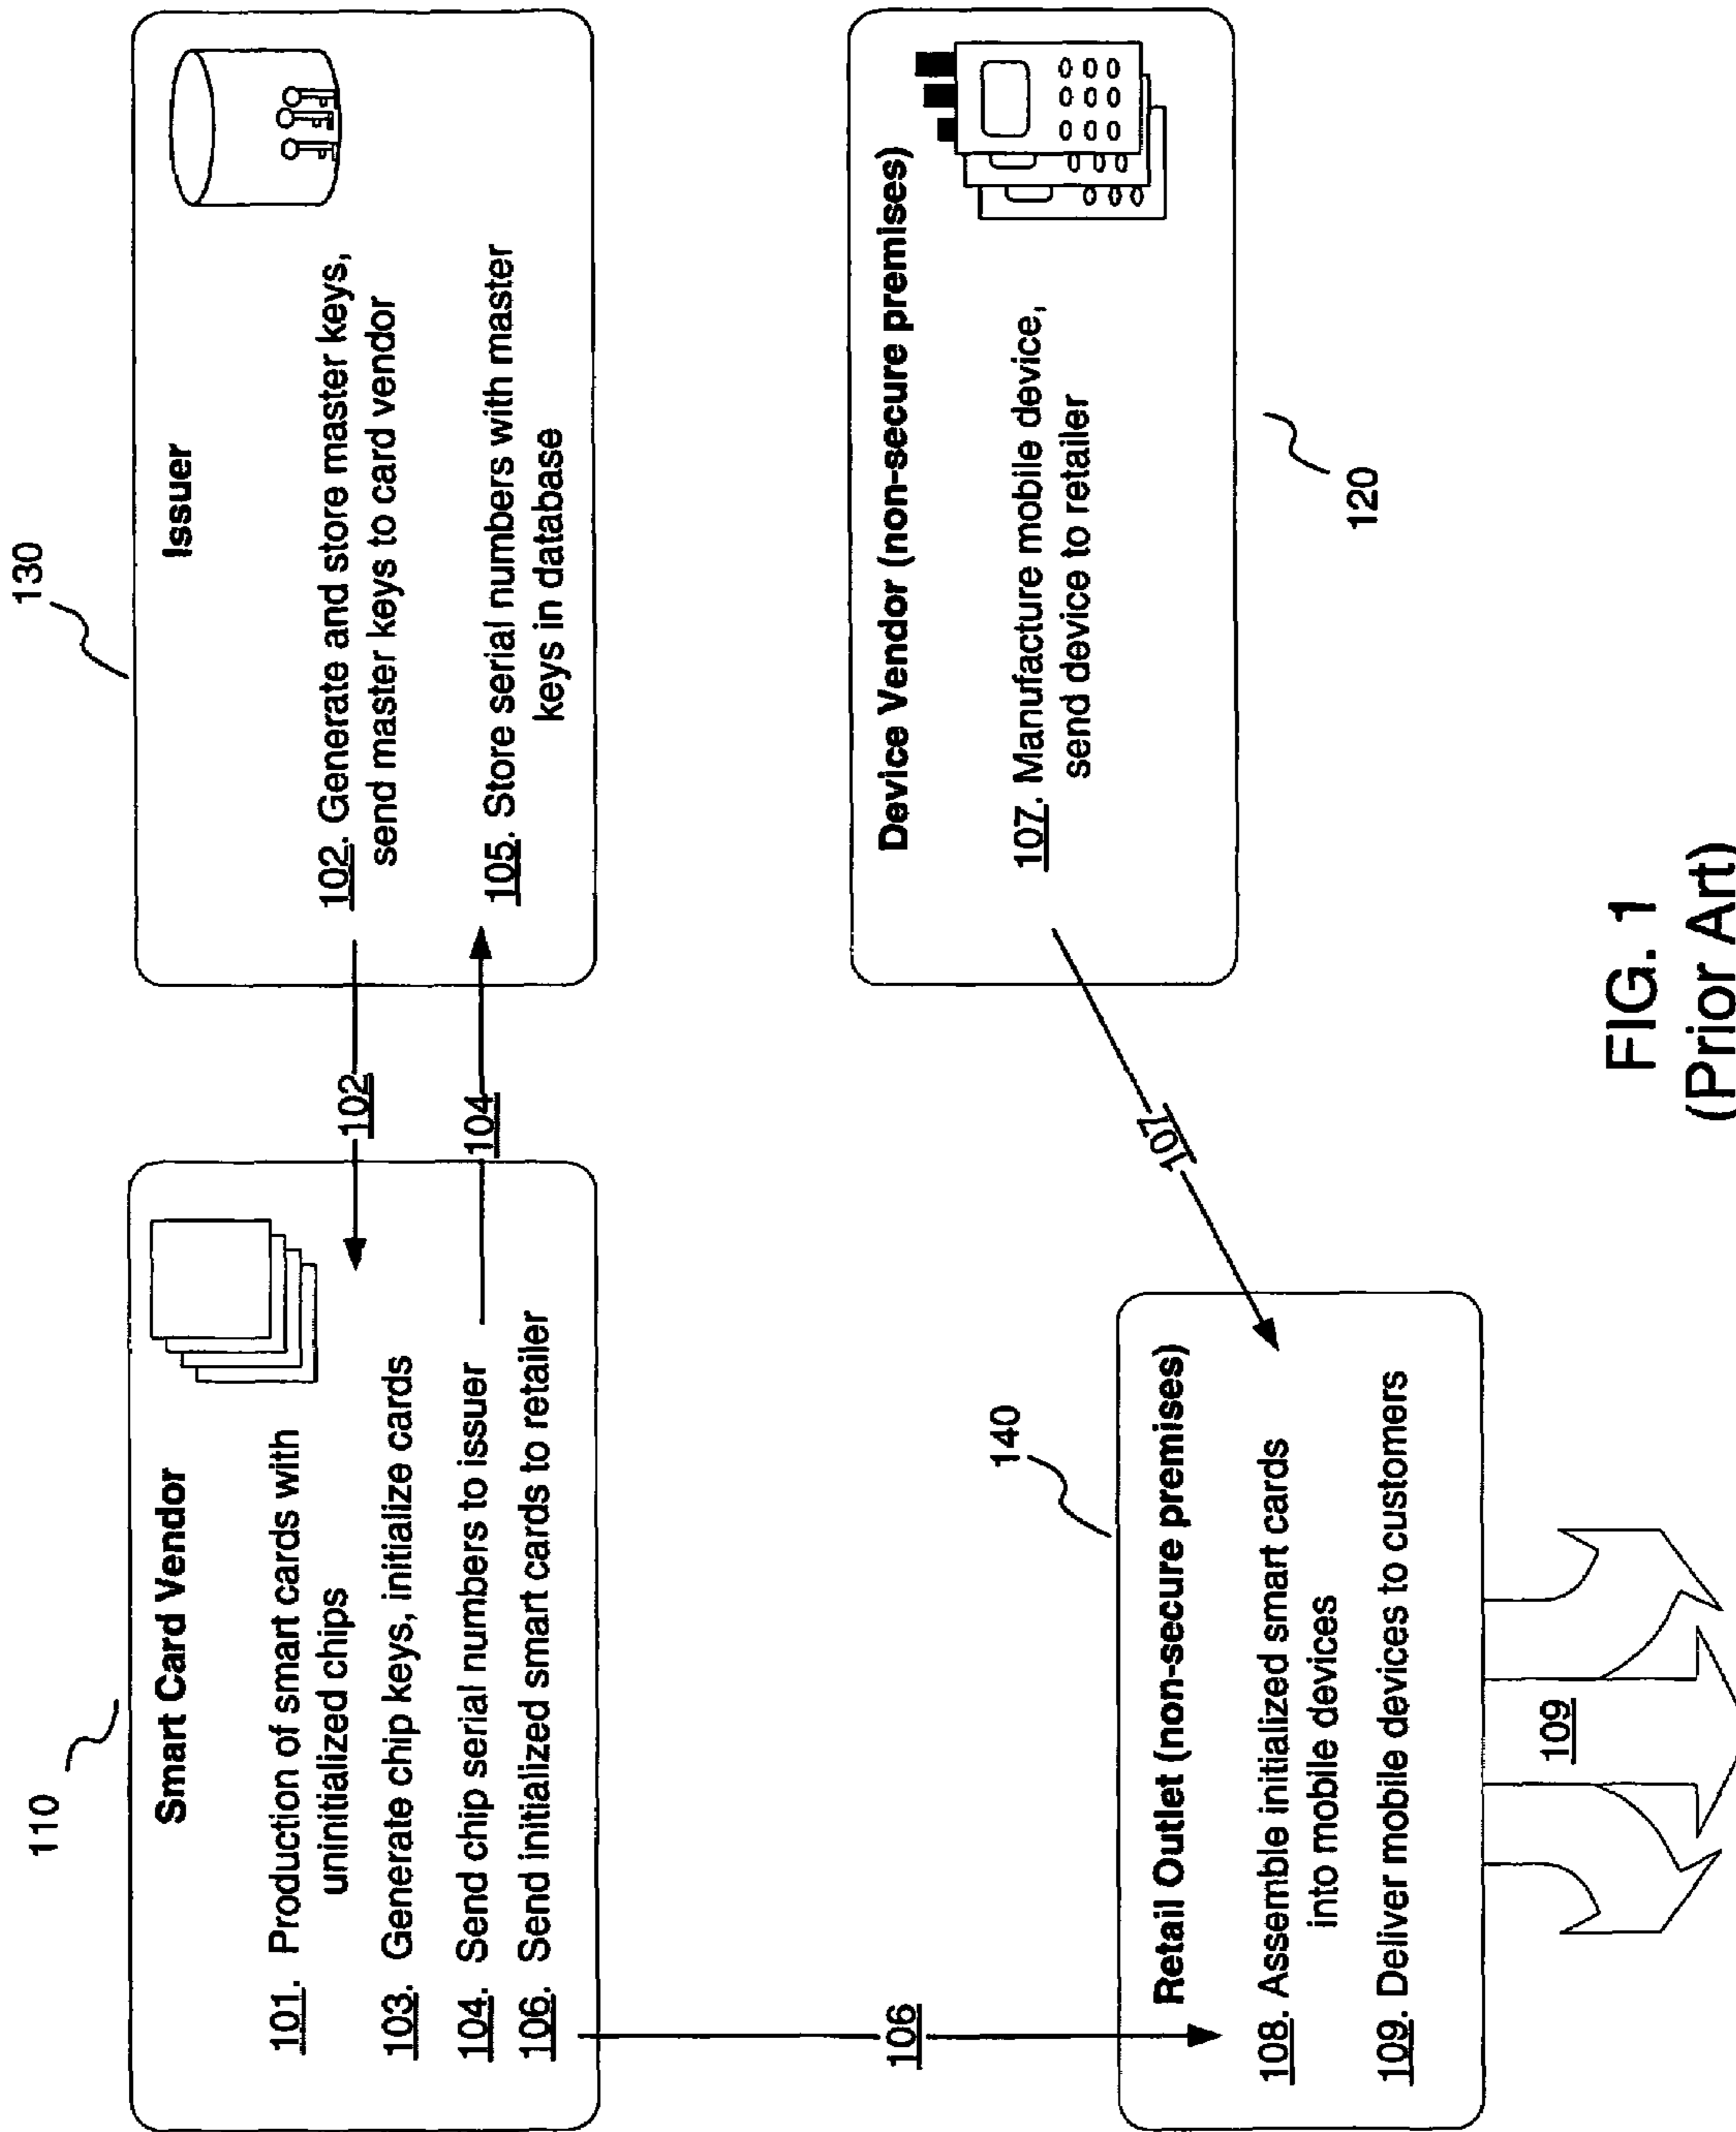 110
Smart Card Vendor
101. Production of smart cards with
uninitialized chips
103. Generate chip keys, initialize cards
104. Send chip serial numbers to issuer
106. Send initialized smart cards to retailer
102
104
130
Issuer
102. Generate and store master keys,
send master keys to card vendor
105. Store serial numbers with master
keys in database
106
107
140
Retail Outlet (non-secure premises)
108. Assemble initialized smart cards
into mobile devices
109. Deliver mobile devices to customers
109
Device Vendor (non-secure premises)
107. Manufacture mobile device,
send device to retailer
120
FIG. 1
(Prior Art)